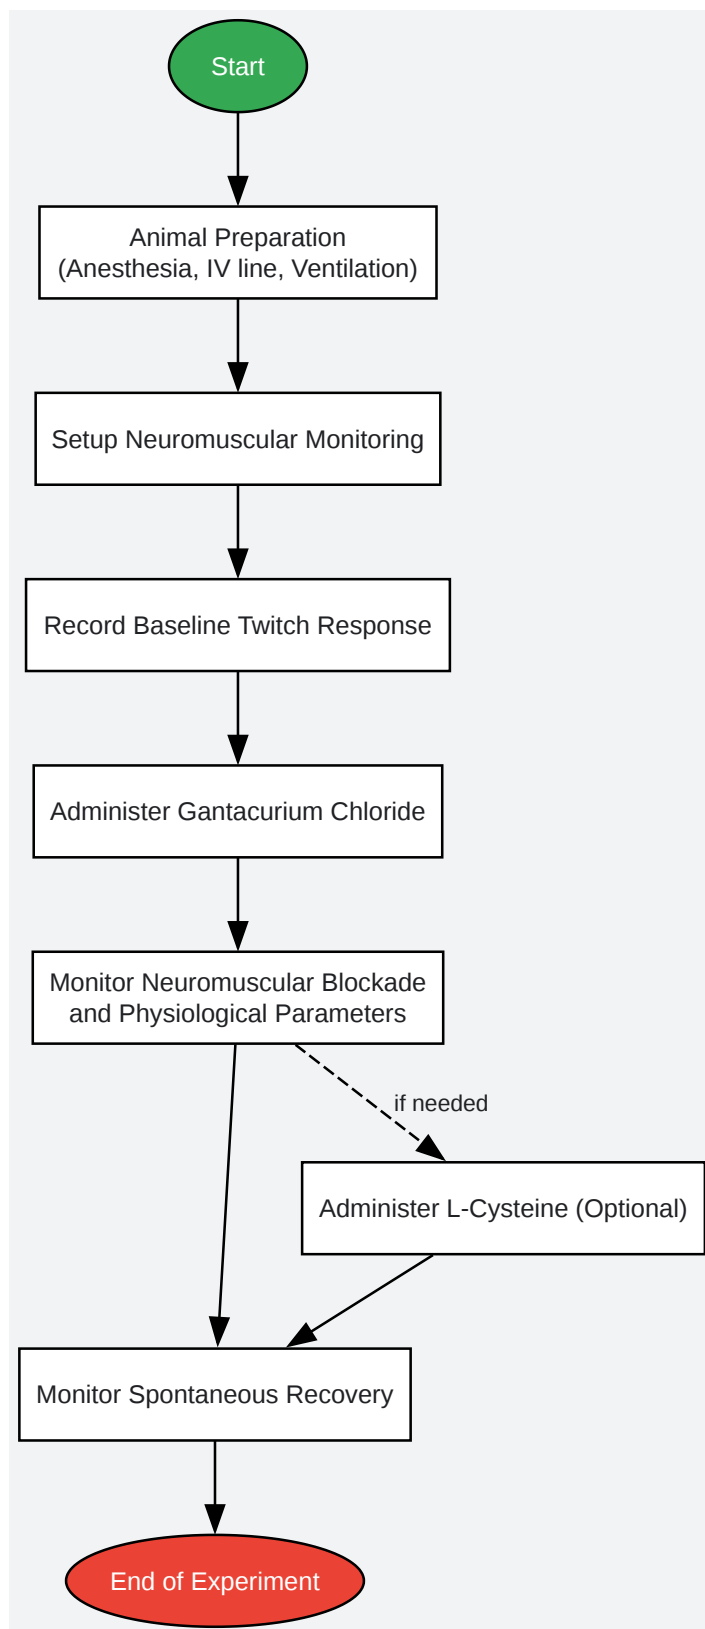 Start
Animal Preparation
(Anesthesia, IV line, Ventilation)
Setup Neuromuscular Monitoring
Record Baseline Twitch Response
Administer Gantacurium Chloride
Monitor Neuromuscular Blockade
and Physiological Parameters
if needed
Administer L-Cysteine (Optional)
Monitor Spontaneous Recovery
End of Experiment